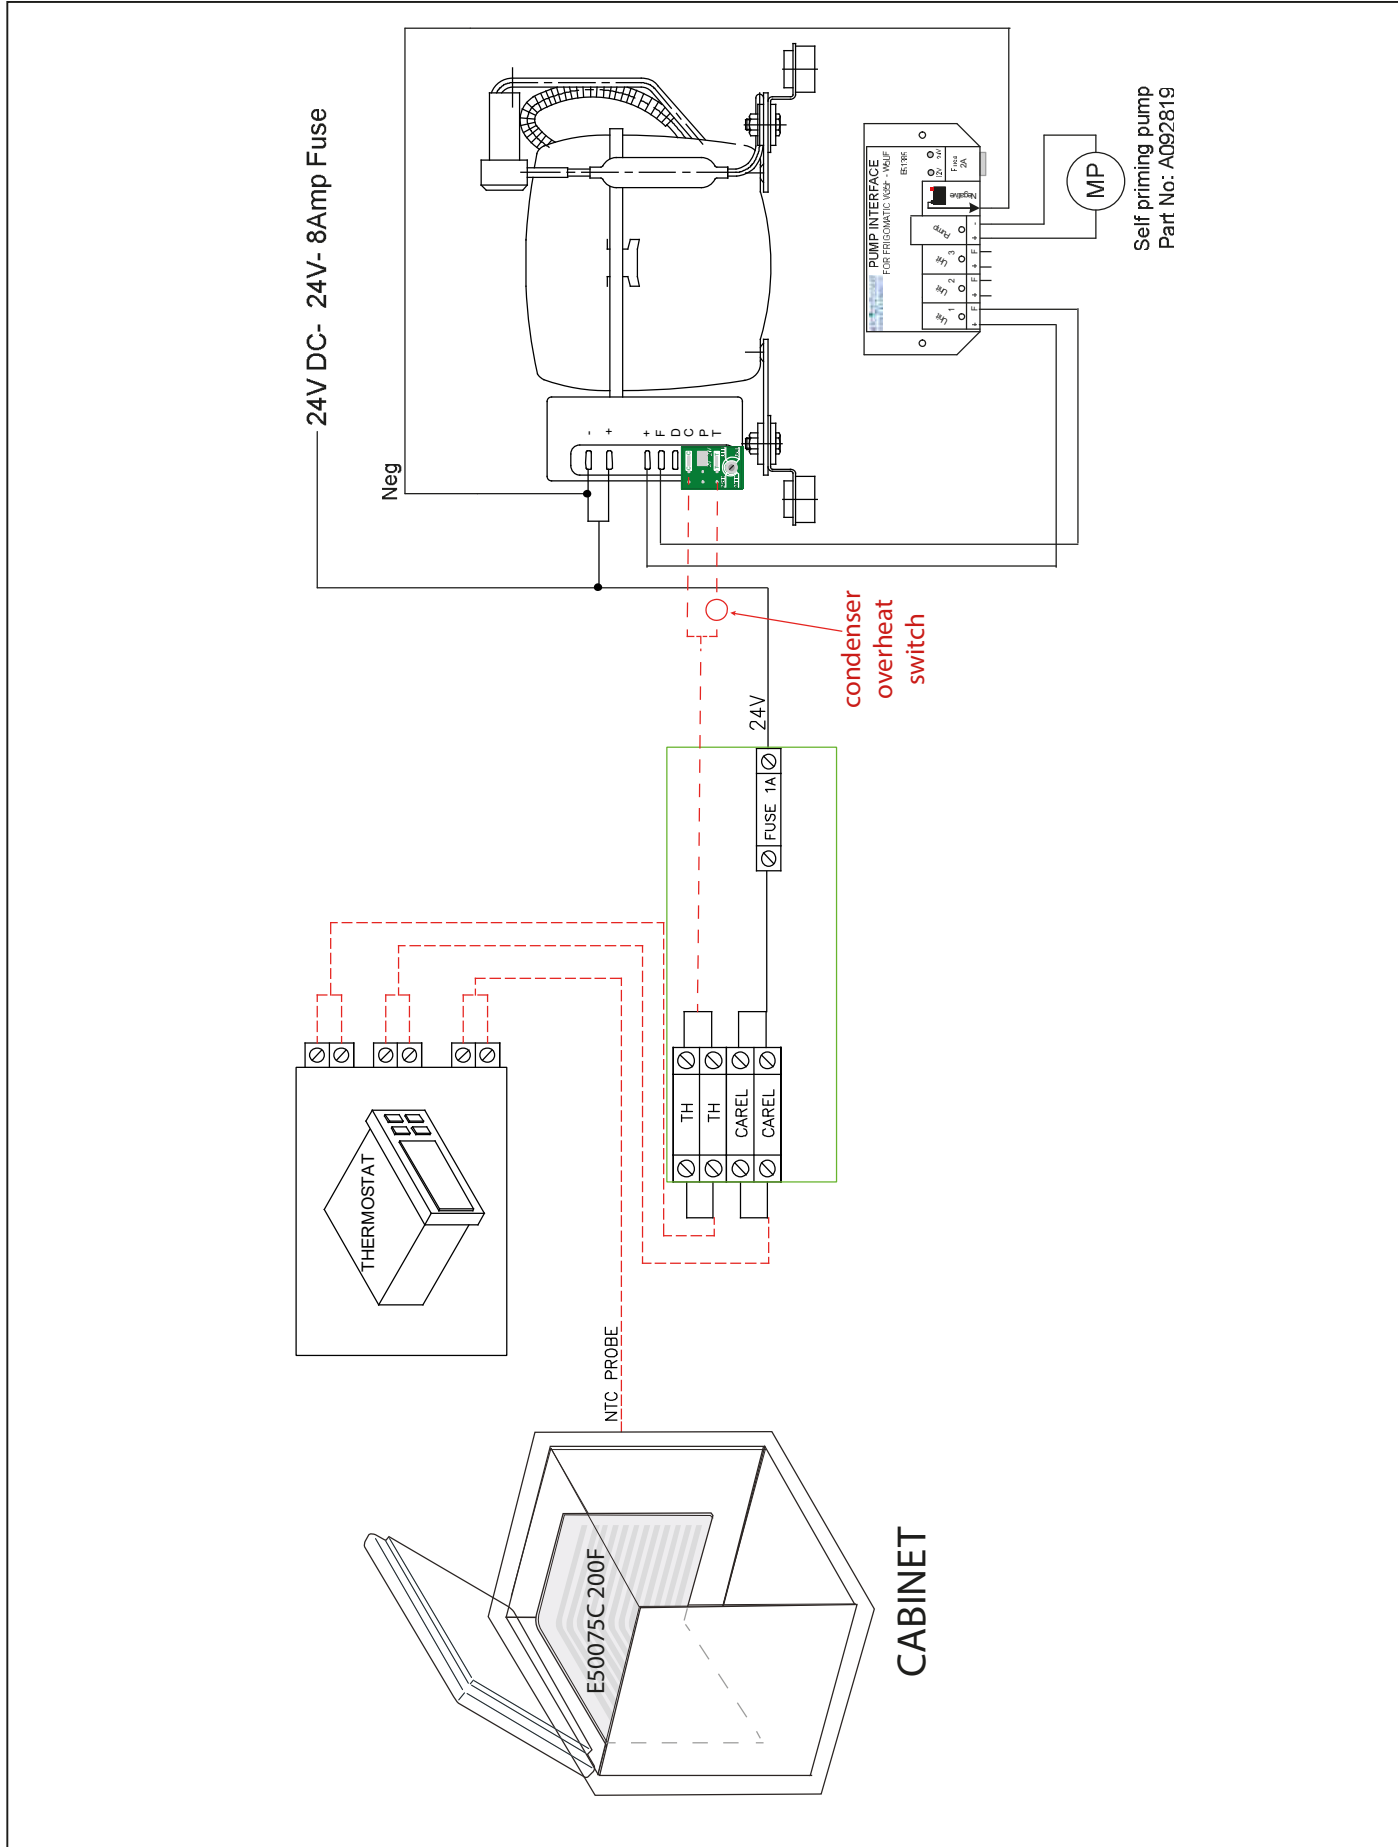 24V DC- 24V- 8Amp Fuse
Neg
-
+
+
F
D
C
P
T
PUMP INTERFACE
12V
24V
Fuse
2A
Negative
Pump
Unit
3
Unit
2
Unit
1
+ F + F + F + -
MP
Self priming pump
Part No: A092819
condenser
overheat
switch
24V
FUSE 1A
TH
TH
CAREL
CAREL
THERMOSTAT
NTC PROBE
E50075C 200F
CABINET